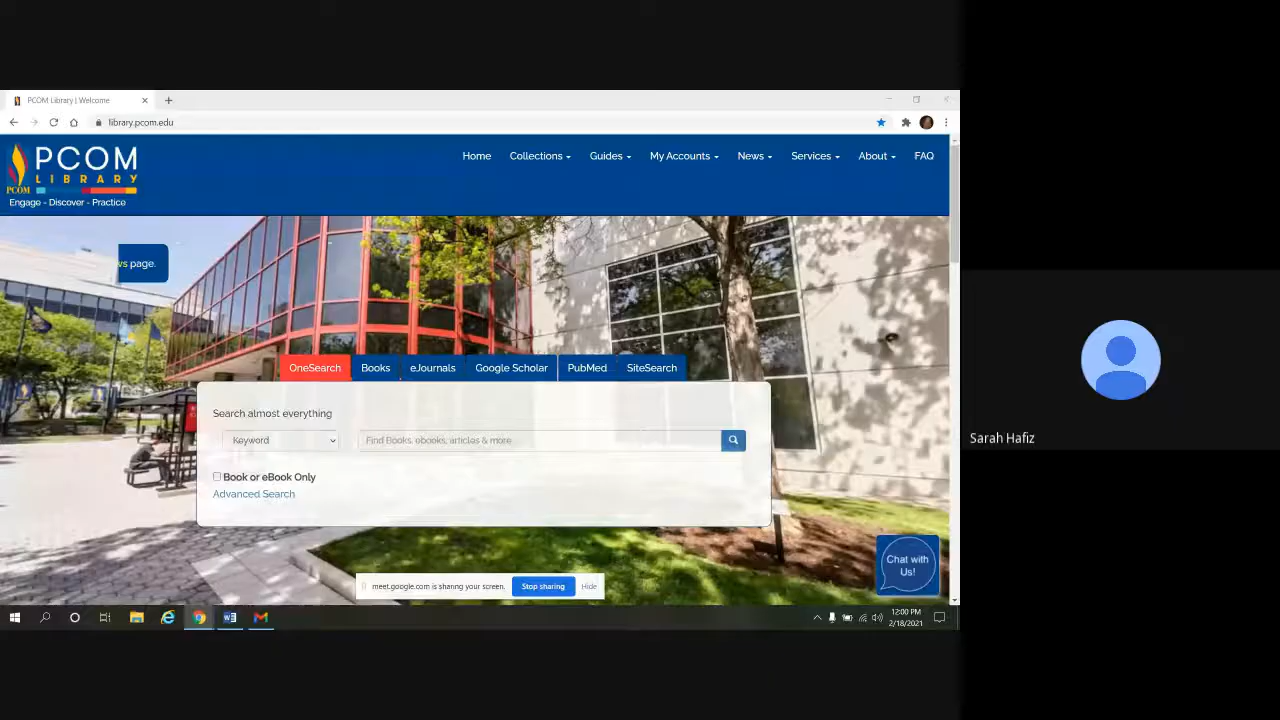 PCOM Library | Welcome
library.pcom.edu
PCOM
LIBRARY
PCOM
Engage - Discover - Practice
Home Collections Guides My Accounts News Services About FAQ
page.
OneSearch Books eJournals Google Scholar PubMed SiteSearch
Search almost everything
Keyword Find Books, ebooks, articles & more
Book or eBook Only
Advanced Search
Chat with
Us!
meet.google.com is sharing your screen. Stop sharing Hide
12:00 PM
2/18/2021
Sarah Hafiz